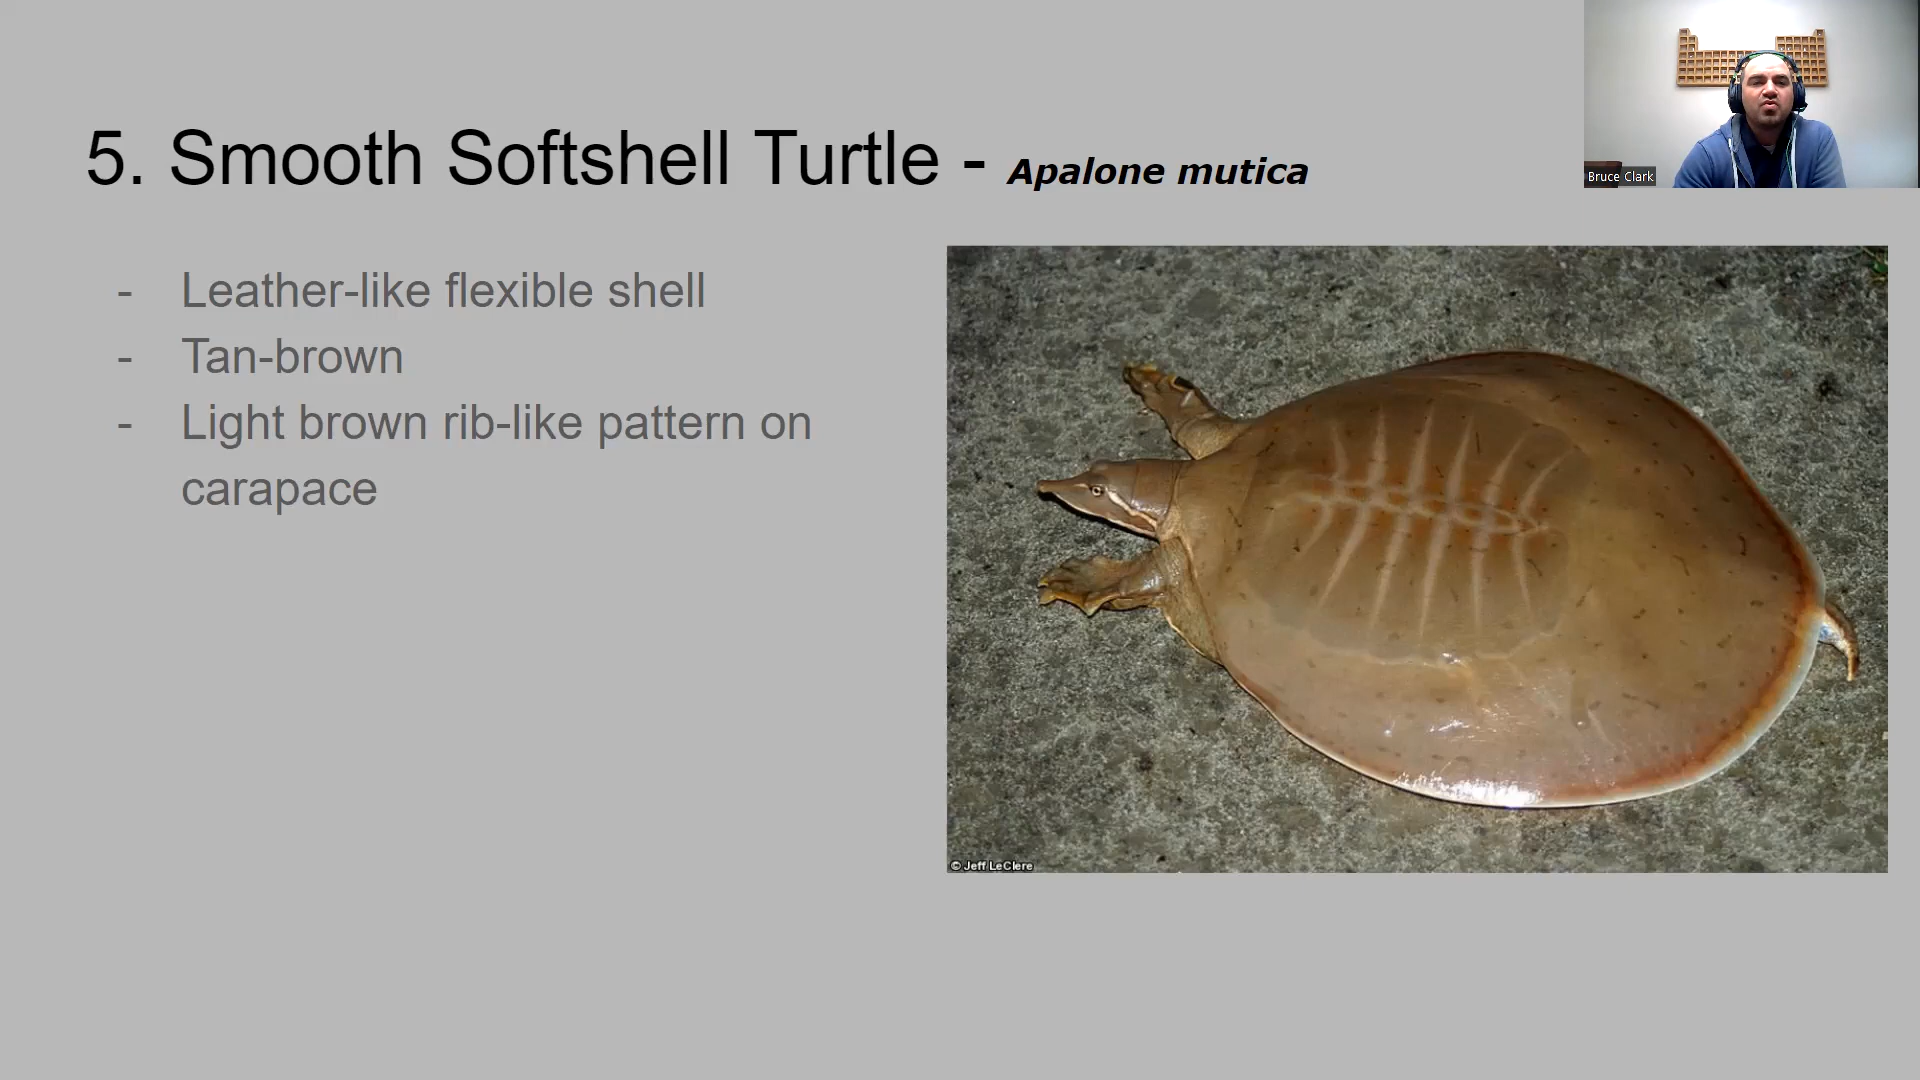 5. Smooth Softshell Turtle - Apalone mutica
Bruce Clark
- Leather-like flexible shell
- Tan-brown
- Light brown rib-like pattern on
carapace
© Jeff LeClere